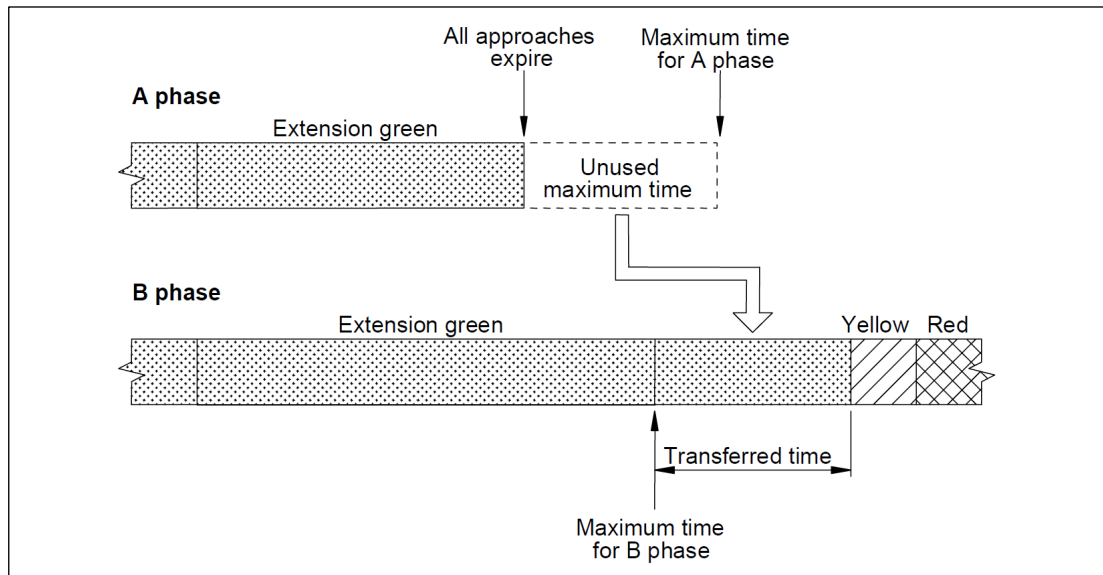 All approaches
expire
Maximum time
for A phase
A phase
Extension green
Unused
maximum time
B phase
Extension green
Yellow
Red
Transferred time
Maximum time
for B phase